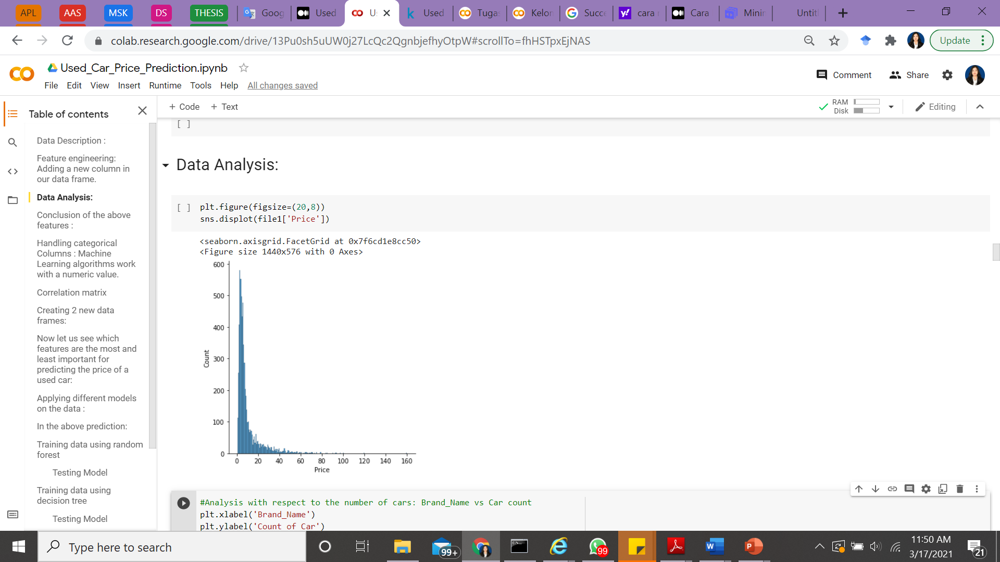 APL
AAS
MSK
DS
THESIS
Goog
Used
U
Used
Tuga
Kelon
Succe
cara
Cara
Minir
Untitl
colab.research.google.com/drive/13Pu0sh5uUW0j27LcQc2QgnbjefhyOtpW#scrollTo=fhHSTpxEjNAS
Update
Used_Car_Price_Prediction.ipynb
File Edit View Insert Runtime Tools Help All changes saved
Comment
Share
Table of contents
+ Code + Text
RAM
Disk
Editing
Data Description :
Feature engineering:
Adding a new column in
our data frame.
Data Analysis:
Conclusion of the above
features :
Handling categorical
Columns : Machine
Learning algorithms work
with a numeric value.
Correlation matrix
Creating 2 new data
frames:
Now let us see which
features are the most and
least important for
predicting the price of a
used car:
Applying different models
on the data :
In the above prediction:
Training data using random
forest
Testing Model
Training data using
decision tree
Testing Model
[ ]
Data Analysis:
[ ] plt.figure(figsize=(20,8))
sns.displot(file1['Price'])
<seaborn.axisgrid.FacetGrid at 0x7f6cd1e8cc50>
<Figure size 1440x576 with 0 Axes>
600
500
400
300
200
100
0
Count
0 20 40 60 80 100 120 140 160
Price
#Analysis with respect to the number of cars: Brand_Name vs Car count
plt.xlabel('Brand_Name')
plt.ylabel('Count of Car')
Type here to search
99+
99
11:50 AM
3/17/2021
21